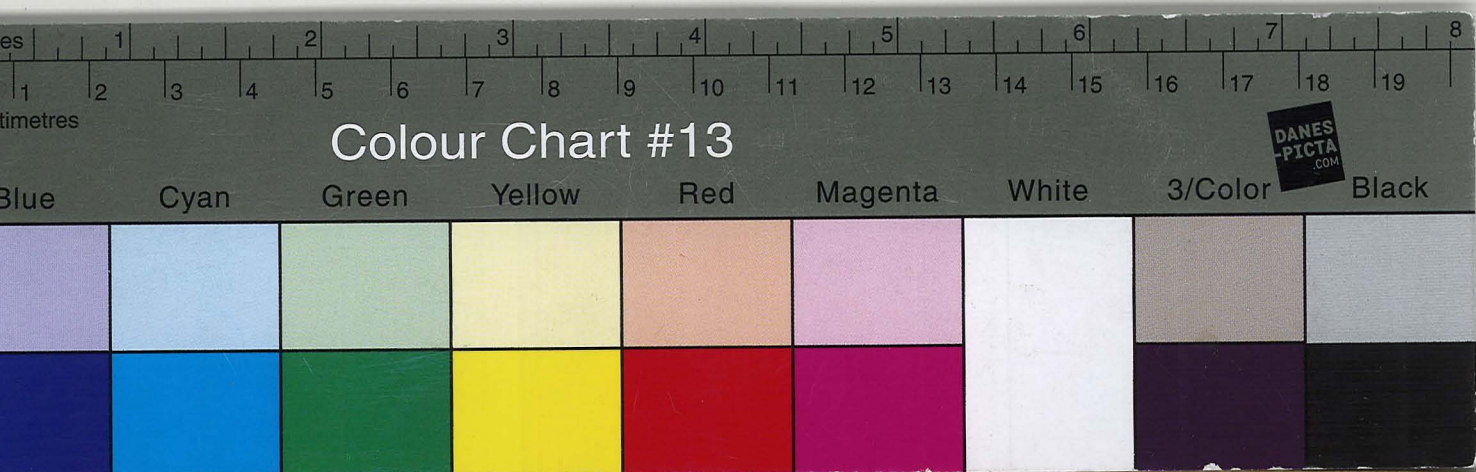 es 1 2 3 4 5 6 7 8
1 2 3 4 5 6 7 8 9 10 11 12 13 14 15 16 17 18 19
timetres
Colour Chart #13
DANES
-PICTA
.COM
Blue Cyan Green Yellow Red Magenta White 3/Color Black